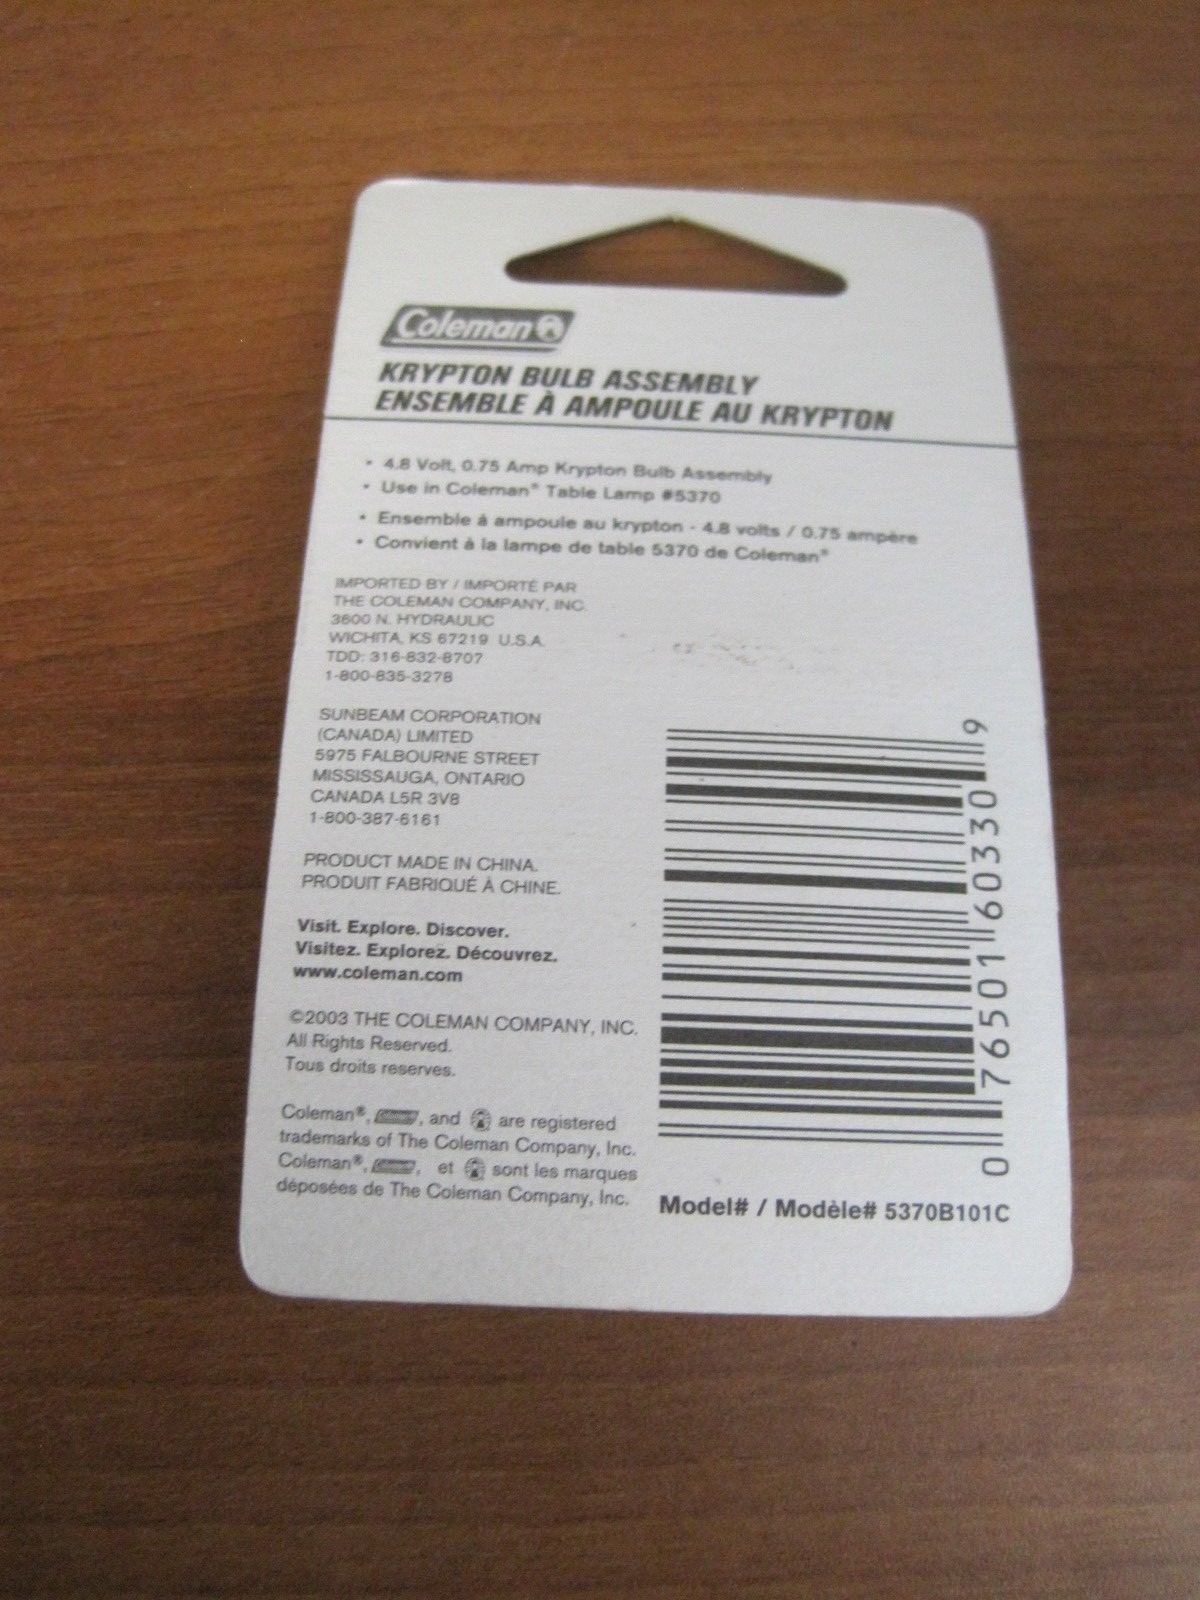 Coleman
KRYPTON BULB ASSEMBLY
ENSEMBLE À AMPOULE AU KRYPTON
• 4.8 Volt, 0.75 Amp Krypton Bulb Assembly
• Use in Coleman® Table Lamp #5370
• Ensemble à ampoule au krypton - 4.8 volts / 0.75 ampère
• Convient à la lampe de table 5370 de Coleman®
IMPORTED BY / IMPORTÉ PAR
THE COLEMAN COMPANY, INC.
3600 N. HYDRAULIC
WICHITA, KS 67219 U.S.A.
TDD: 316-832-8707
1-800-835-3278
SUNBEAM CORPORATION
(CANADA) LIMITED
5975 FALBOURNE STREET
MISSISSAUGA, ONTARIO
CANADA L5R 3V8
1-800-387-6161
PRODUCT MADE IN CHINA.
PRODUIT FABRIQUÉ À CHINE.
Visit. Explore. Discover.
Visitez. Explorez. Découvrez.
www.coleman.com
©2003 THE COLEMAN COMPANY, INC.
All Rights Reserved.
Tous droits reserves.
Coleman®, Coleman, and are registered
trademarks of The Coleman Company, Inc.
Coleman®, Coleman, et sont les marques
déposées de The Coleman Company, Inc.
0 76501 60330 9
Model# / Modèle# 5370B101C